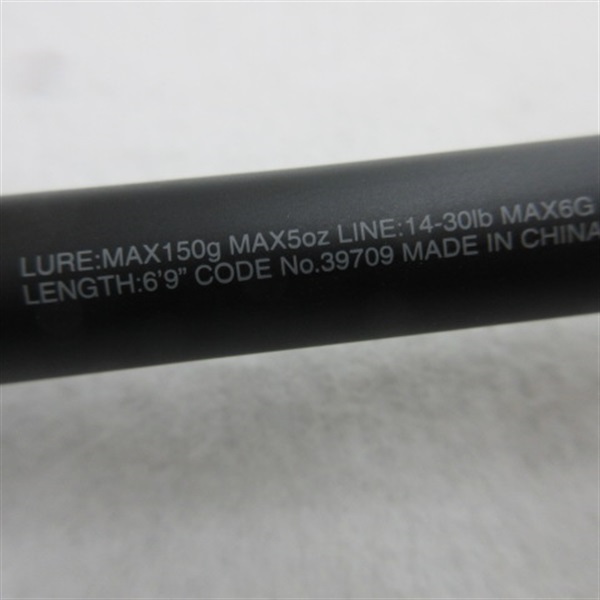 LURE:MAX150g MAX5oz LINE:14-30lb MAX6G
LENGTH:6'9” CODE No.39709 MADE IN CHINA